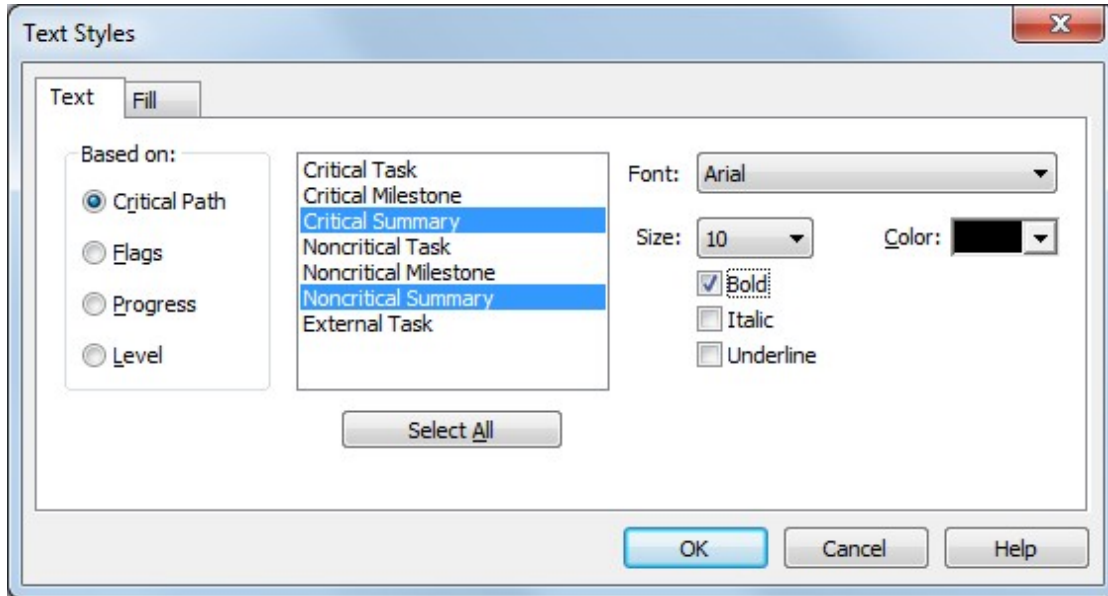 Text Styles
Text
Fill
Based on:
Critical Path
Flags
Progress
Level
Critical Task
Critical Milestone
Critical Summary
Noncritical Task
Noncritical Milestone
Noncritical Summary
External Task
Select All
Font: Arial
Size: 10 Color:
Bold
Italic
Underline
OK Cancel Help